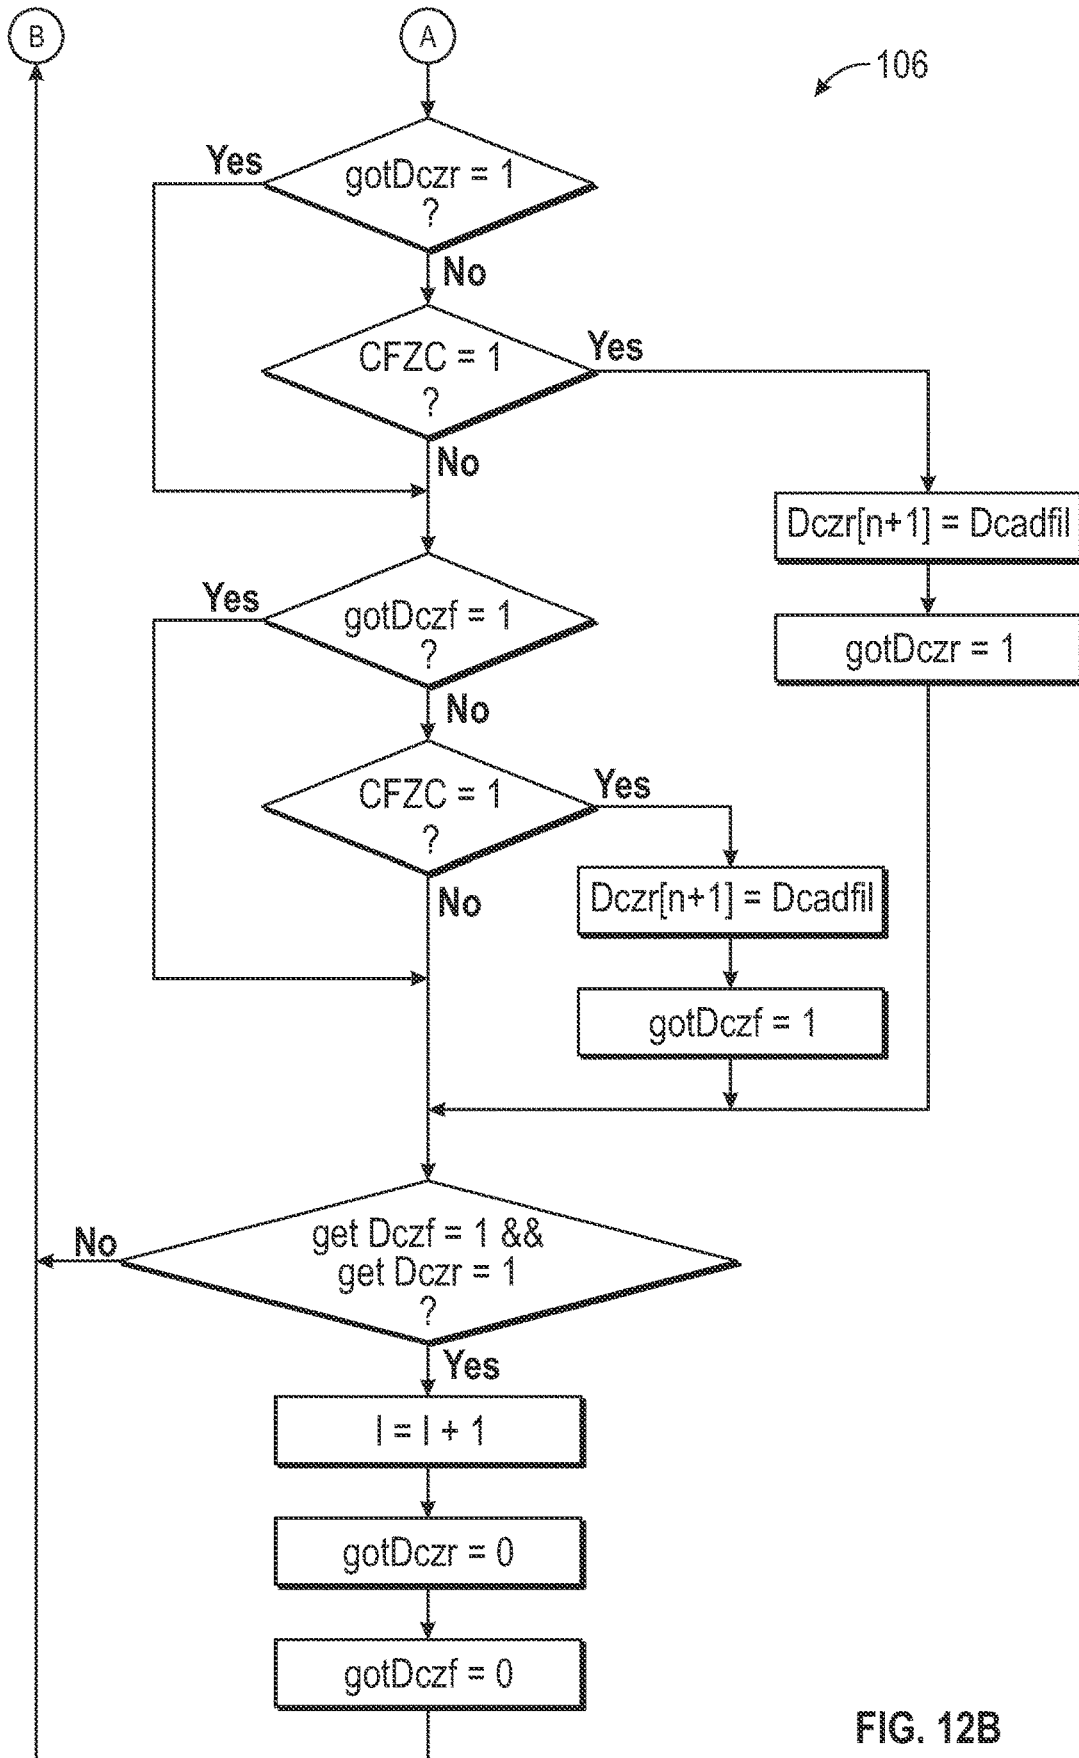 B
A
106
Yes
gotDczr = 1
?
No
CFZC = 1
?
Yes
No
Dczr[n+1] = Dcadfil
gotDczr = 1
Yes
gotDczf = 1
?
No
CFZC = 1
?
Yes
No
Dczr[n+1] = Dcadfil
gotDczf = 1
No
get Dczf = 1 &&
get Dczr = 1
?
Yes
I = I + 1
gotDczr = 0
gotDczf = 0
FIG. 12B